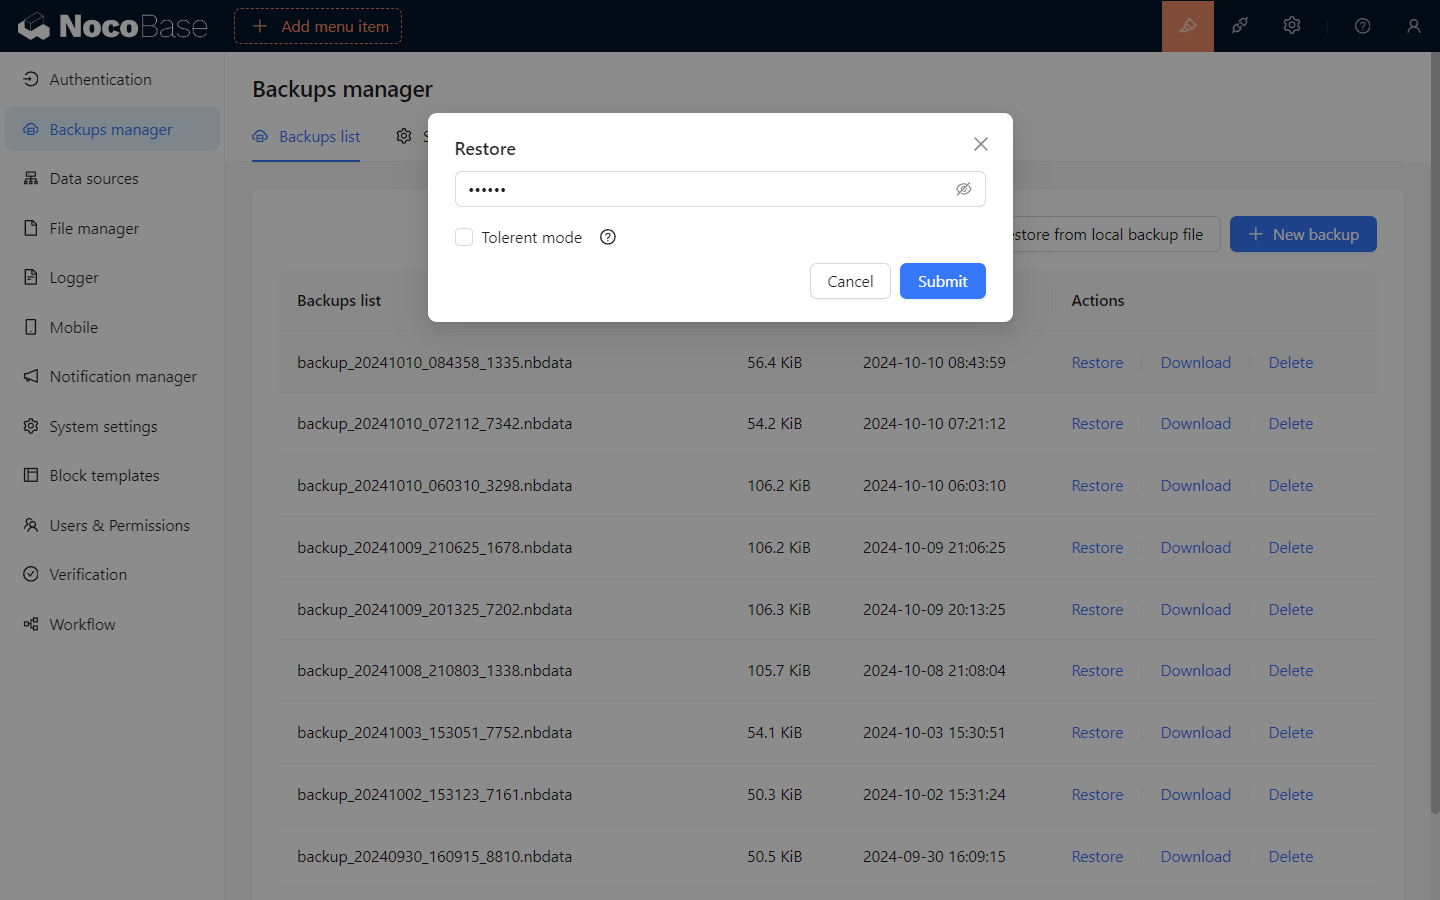 NocoBase
Add menu item
Authentication
Backups manager
Data sources
File manager
Logger
Mobile
Notification manager
System settings
Block templates
Users & Permissions
Verification
Workflow
Backups manager
Backups list
Restore
••••••
Tolerent mode
Cancel
Submit
estore from local backup file
New backup
Backups list
Actions
backup_20241010_084358_1335.nbdata 56.4 KiB 2024-10-10 08:43:59 Restore Download Delete
backup_20241010_072112_7342.nbdata 54.2 KiB 2024-10-10 07:21:12 Restore Download Delete
backup_20241010_060310_3298.nbdata 106.2 KiB 2024-10-10 06:03:10 Restore Download Delete
backup_20241009_210625_1678.nbdata 106.2 KiB 2024-10-09 21:06:25 Restore Download Delete
backup_20241009_201325_7202.nbdata 106.3 KiB 2024-10-09 20:13:25 Restore Download Delete
backup_20241008_210803_1338.nbdata 105.7 KiB 2024-10-08 21:08:04 Restore Download Delete
backup_20241003_153051_7752.nbdata 54.1 KiB 2024-10-03 15:30:51 Restore Download Delete
backup_20241002_153123_7161.nbdata 50.3 KiB 2024-10-02 15:31:24 Restore Download Delete
backup_20240930_160915_8810.nbdata 50.5 KiB 2024-09-30 16:09:15 Restore Download Delete